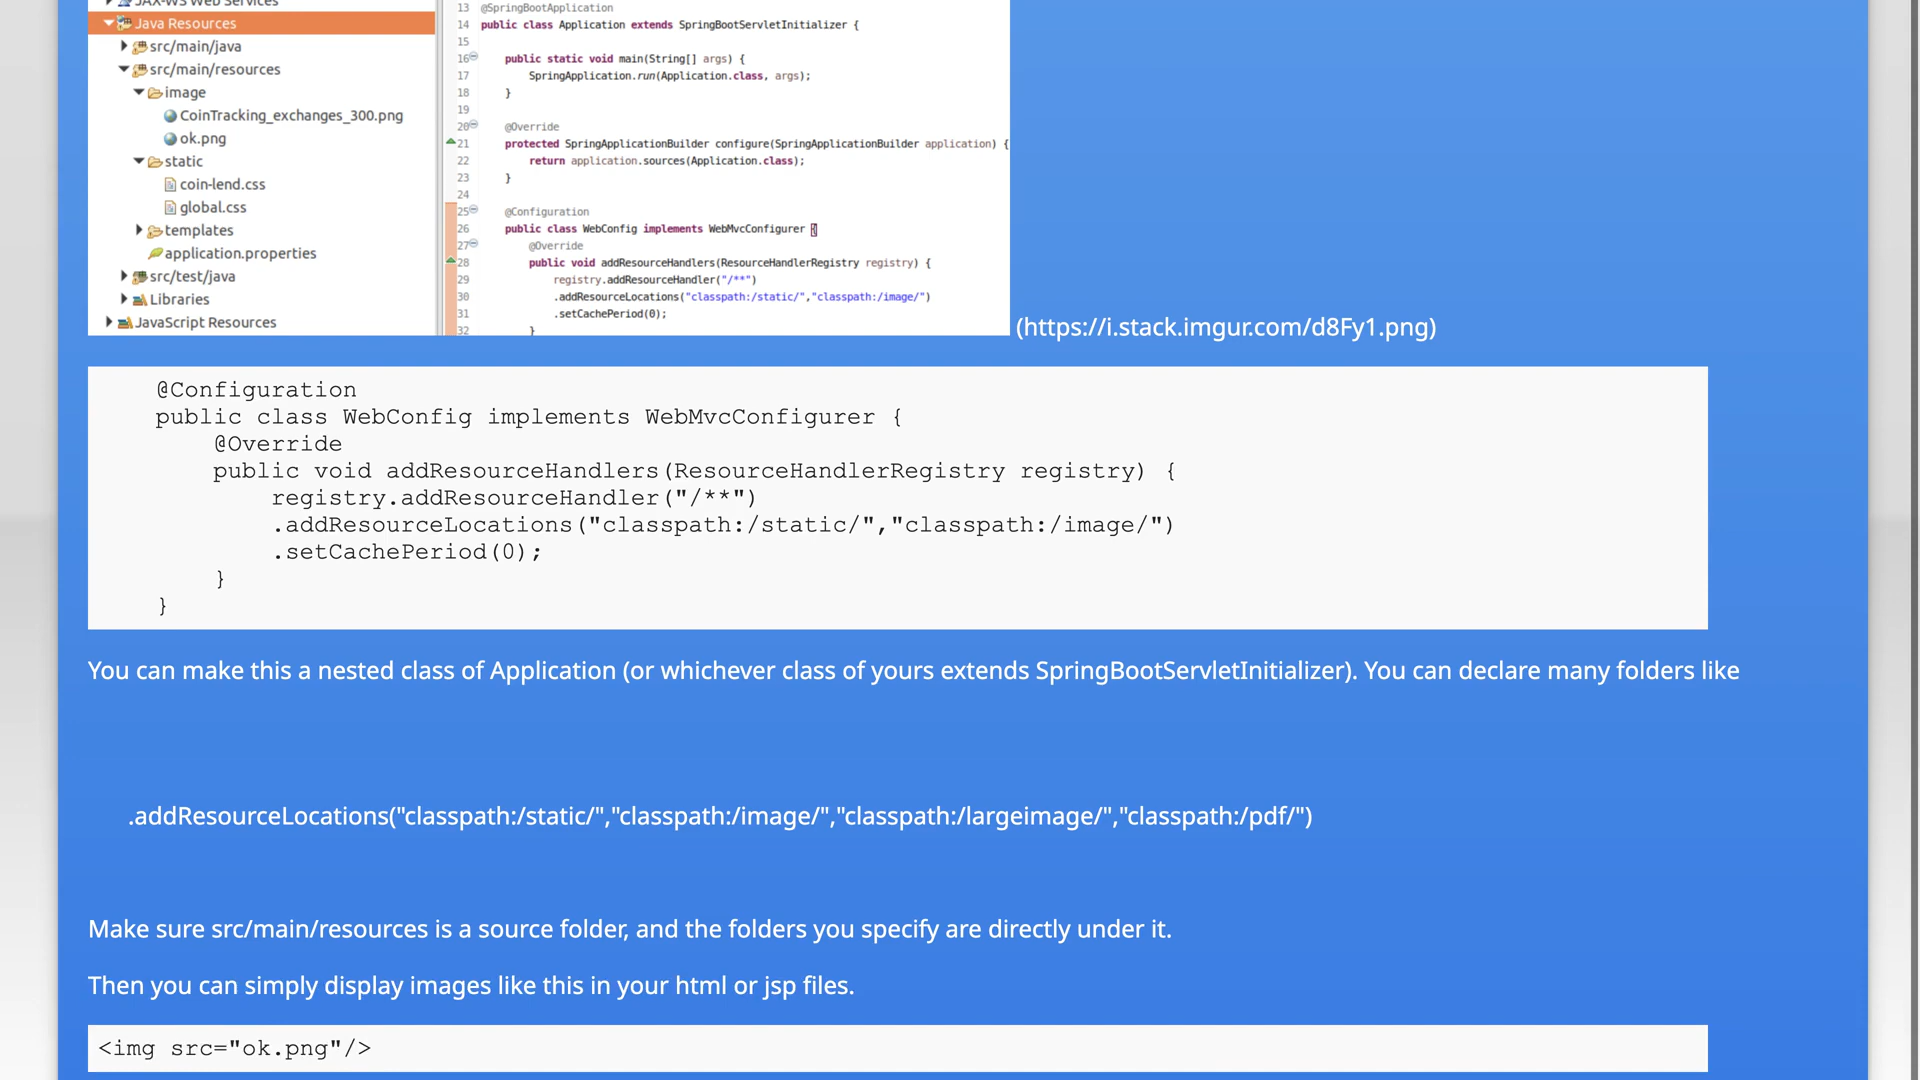 JAX-WS Web Services
Java Resources
src/main/java
src/main/resources
image
CoinTracking_exchanges_300.png
ok.png
static
coin-lend.css
global.css
templates
application.properties
src/test/java
Libraries
JavaScript Resources
13 @SpringBootApplication
14 public class Application extends SpringBootServletInitializer {
15
16 public static void main(String[] args) {
17 SpringApplication.run(Application.class, args);
18 }
19
20 @Override
21 protected SpringApplicationBuilder configure(SpringApplicationBuilder application) {
22 return application.sources(Application.class);
23 }
24
25 @Configuration
26 public class WebConfig implements WebMvcConfigurer {
27 @Override
28 public void addResourceHandlers(ResourceHandlerRegistry registry) {
29 registry.addResourceHandler("/**")
30 .addResourceLocations("classpath:/static/","classpath:/image/")
31 .setCachePeriod(0);
32 }
(https://i.stack.imgur.com/d8Fy1.png)
@Configuration
public class WebConfig implements WebMvcConfigurer {
@Override
public void addResourceHandlers(ResourceHandlerRegistry registry) {
registry.addResourceHandler("/**")
.addResourceLocations("classpath:/static/","classpath:/image/")
.setCachePeriod(0);
}
}
You can make this a nested class of Application (or whichever class of yours extends SpringBootServletInitializer). You can declare many folders like
.addResourceLocations("classpath:/static/","classpath:/image/","classpath:/largeimage/","classpath:/pdf/")
Make sure src/main/resources is a source folder, and the folders you specify are directly under it.
Then you can simply display images like this in your html or jsp files.
<img src="ok.png"/>